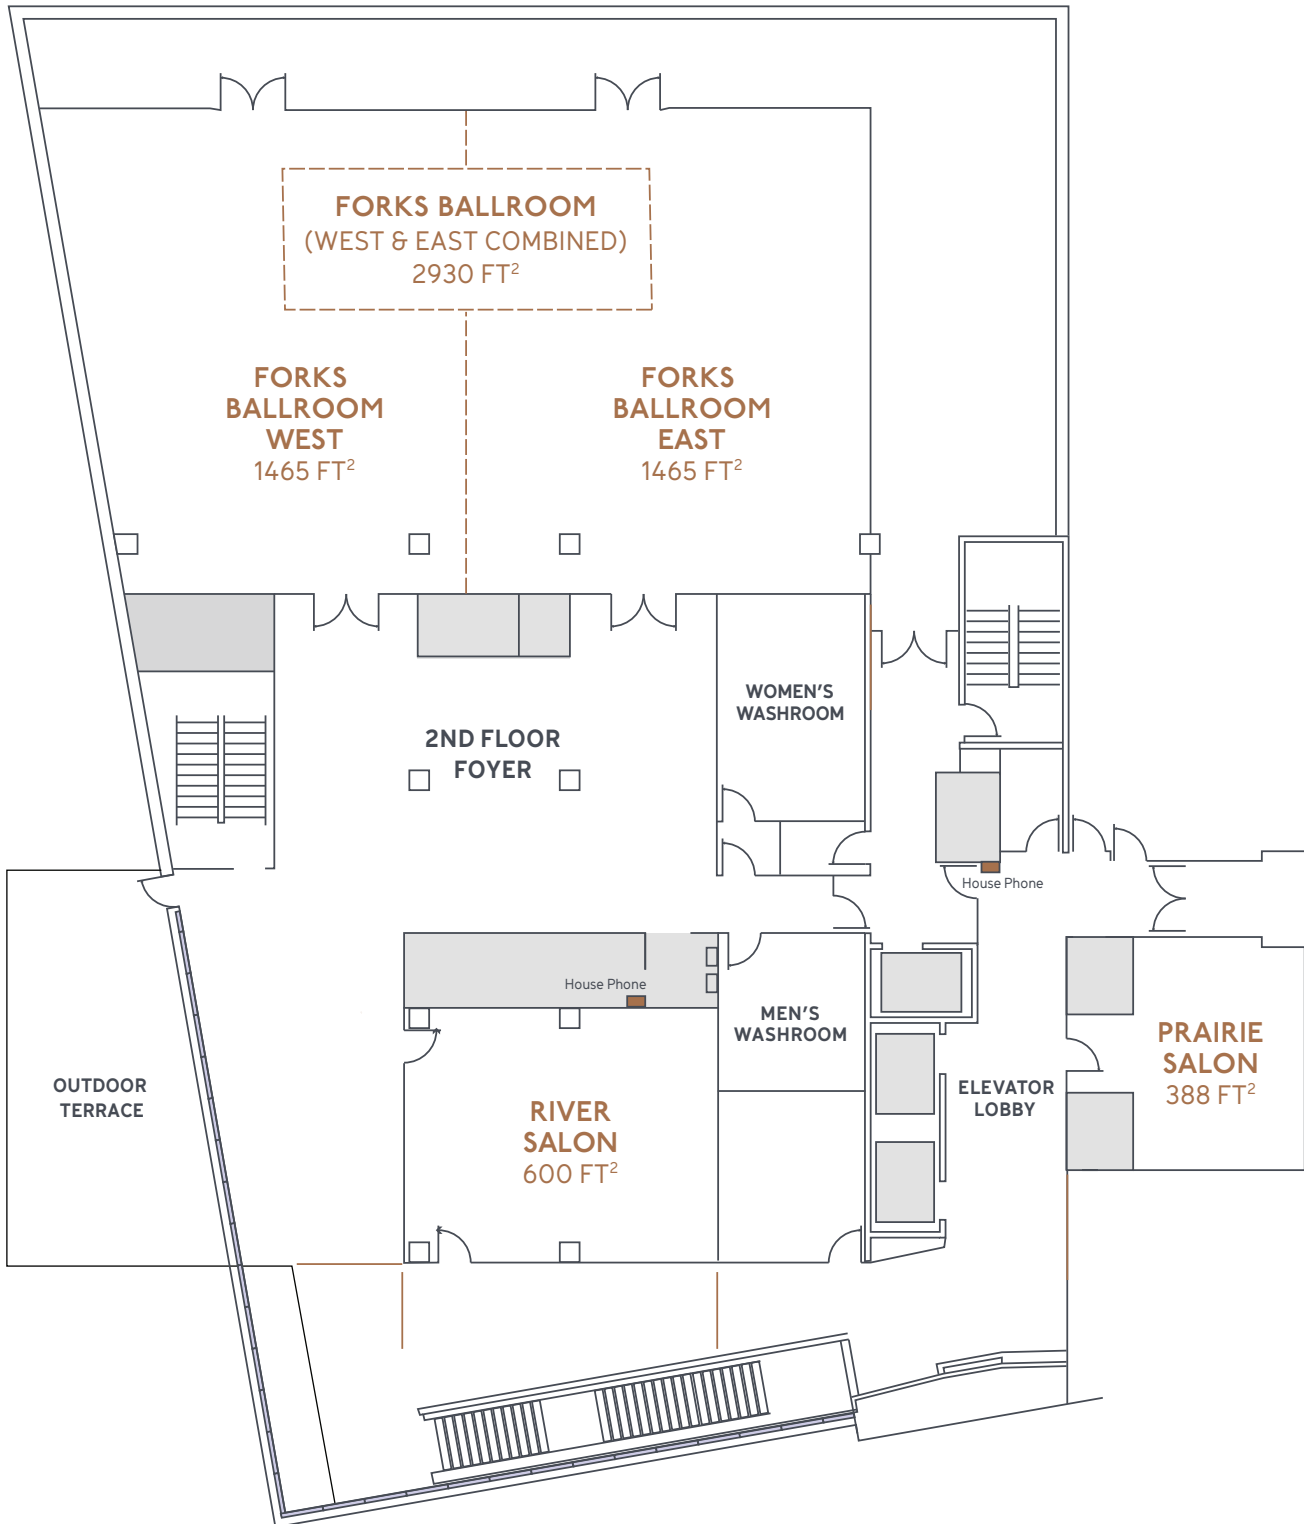 FORKS BALLROOM
(WEST & EAST COMBINED)
2930 FT²
FORKS
BALLROOM
WEST
1465 FT²
FORKS
BALLROOM
EAST
1465 FT²
WOMEN'S
WASHROOM
2ND FLOOR
FOYER
House Phone
House Phone
MEN'S
WASHROOM
PRAIRIE
SALON
388 FT²
OUTDOOR
TERRACE
ELEVATOR
LOBBY
RIVER
SALON
600 FT²